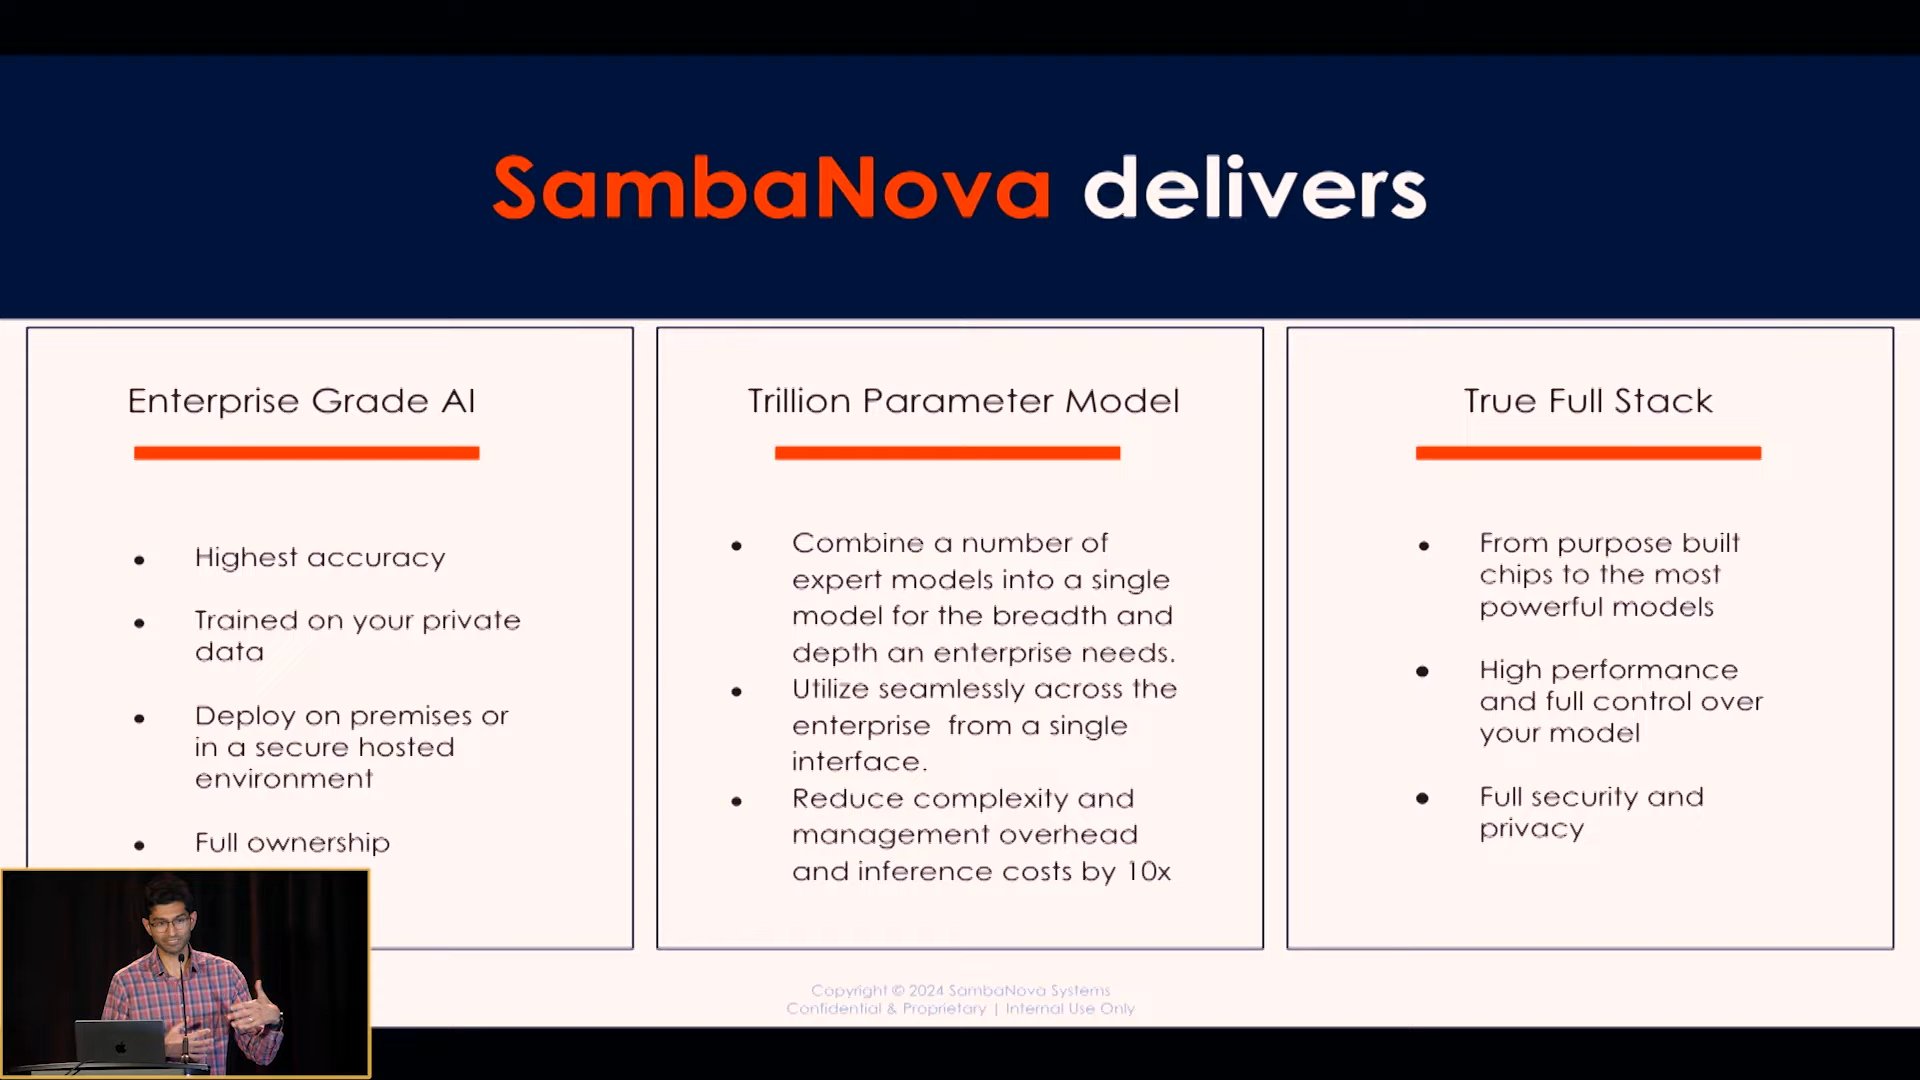 SambaNova delivers
Enterprise Grade AI
Highest accuracy
Trained on your private
data
Deploy on premises or
in a secure hosted
environment
Full ownership
Trillion Parameter Model
Combine a number of
expert models into a single
model for the breadth and
depth an enterprise needs.
Utilize seamlessly across the
enterprise from a single
interface.
Reduce complexity and
management overhead
and inference costs by 10x
True Full Stack
From purpose built
chips to the most
powerful models
High performance
and full control over
your model
Full security and
privacy
Copyright © 2024 SambaNova Systems
Confidential & Proprietary | Internal Use Only